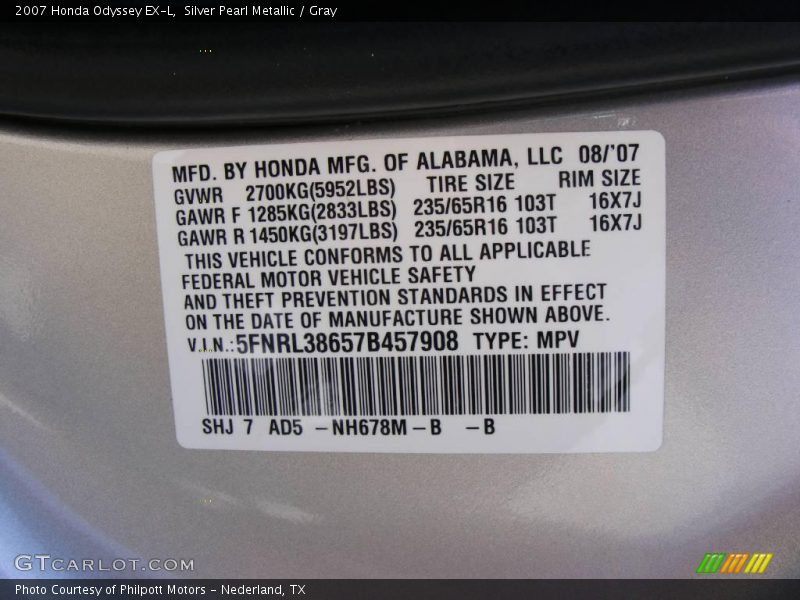 2007 Honda Odyssey EX-L, Silver Pearl Metallic / Gray
MFD. BY HONDA MFG. OF ALABAMA, LLC 08/'07
GVWR 2700KG(5952LBS) TIRE SIZE RIM SIZE
GAWR F 1285KG(2833LBS) 235/65R16 103T 16X7J
GAWR R 1450KG(3197LBS) 235/65R16 103T 16X7J
THIS VEHICLE CONFORMS TO ALL APPLICABLE
FEDERAL MOTOR VEHICLE SAFETY
AND THEFT PREVENTION STANDARDS IN EFFECT
ON THE DATE OF MANUFACTURE SHOWN ABOVE.
V.I.N.:5FNRL38657B457908 TYPE: MPV
SHJ 7 AD5 -NH678M-B -B
GTCARLOT.COM
Photo Courtesy of Philpott Motors - Nederland, TX